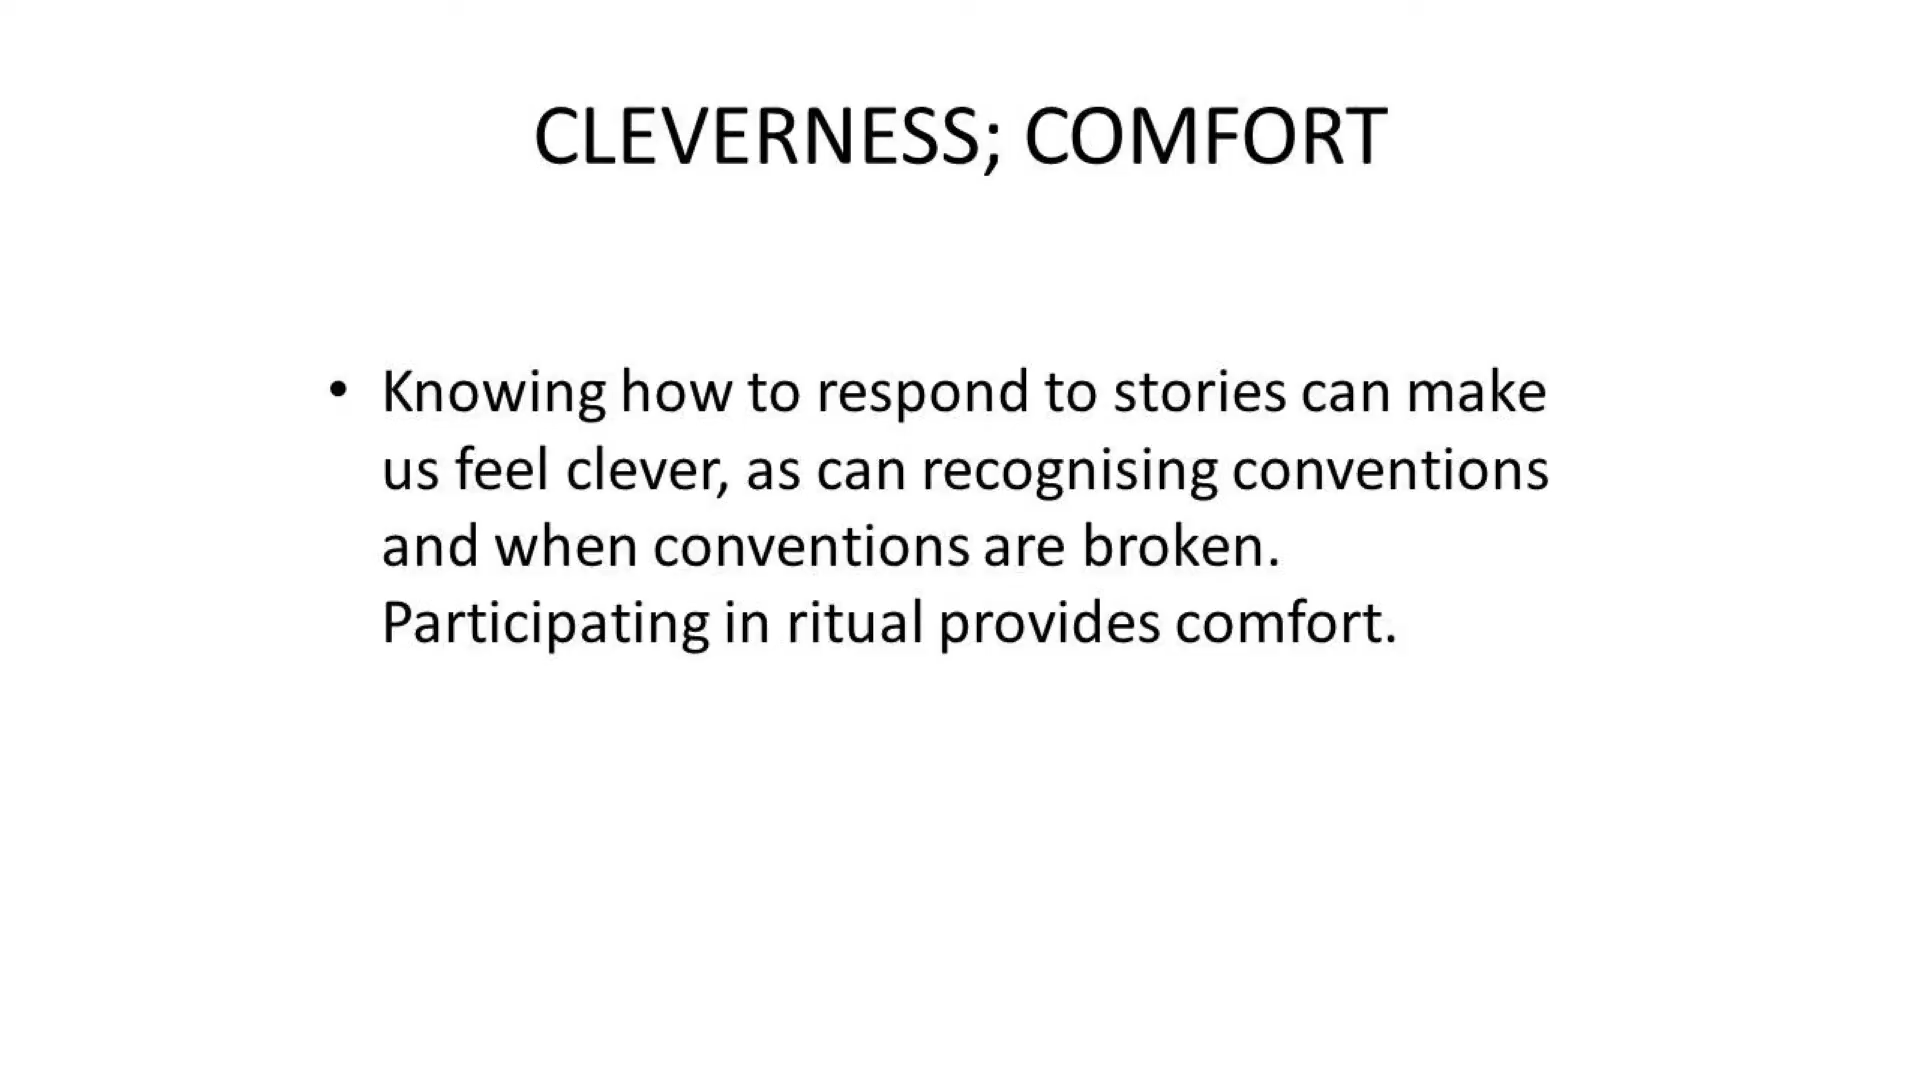 CLEVERNESS; COMFORT
• Knowing how to respond to stories can make
us feel clever, as can recognising conventions
and when conventions are broken.
Participating in ritual provides comfort.